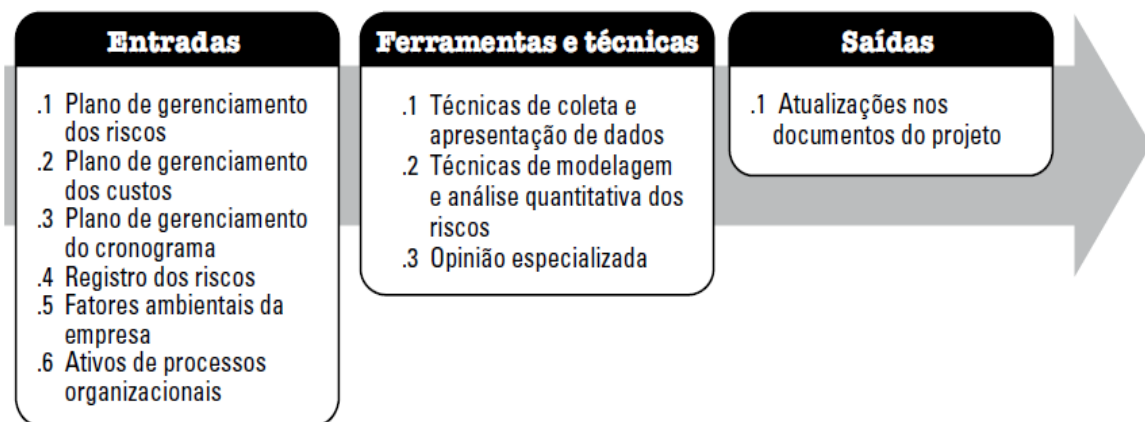 Entradas
.1 Plano de gerenciamento
dos riscos
.2 Plano de gerenciamento
dos custos
.3 Plano de gerenciamento
do cronograma
.4 Registro dos riscos
.5 Fatores ambientais da
empresa
.6 Ativos de processos
organizacionais
Ferramentas e técnicas
.1 Técnicas de coleta e
apresentação de dados
.2 Técnicas de modelagem
e análise quantitativa dos
riscos
.3 Opinião especializada
Saídas
.1 Atualizações nos
documentos do projeto